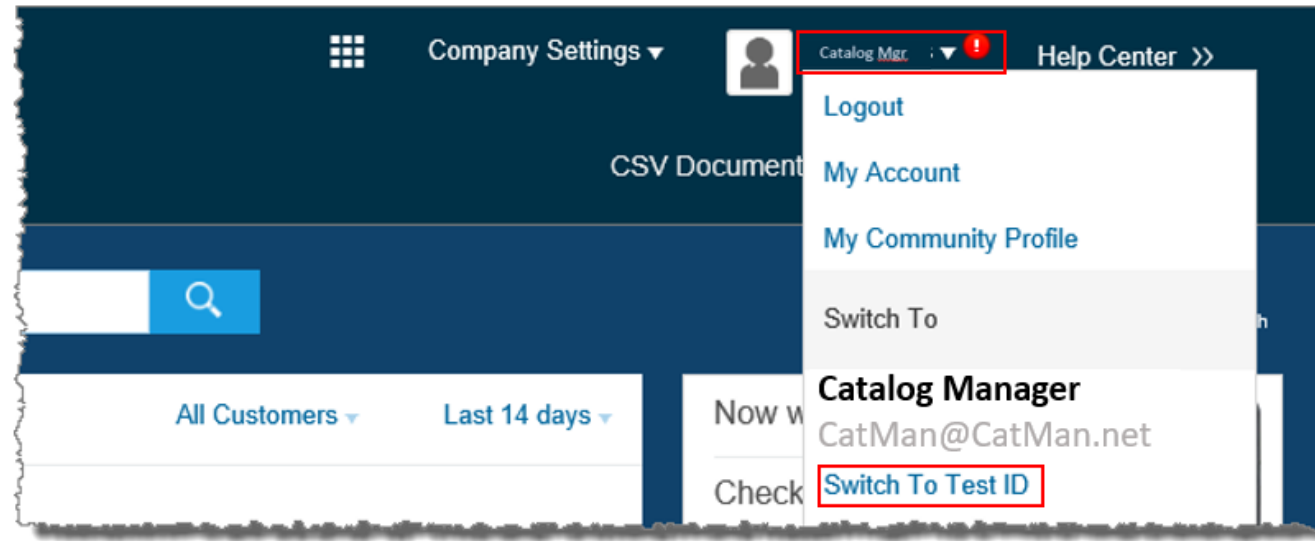 Company Settings
Catalog Mgr.
!
Help Center >>
CSV Document
Logout
My Account
My Community Profile
Switch To
h
All Customers
Last 14 days
Now w
Catalog Manager
CatMan@CatMan.net
Check
Switch To Test ID